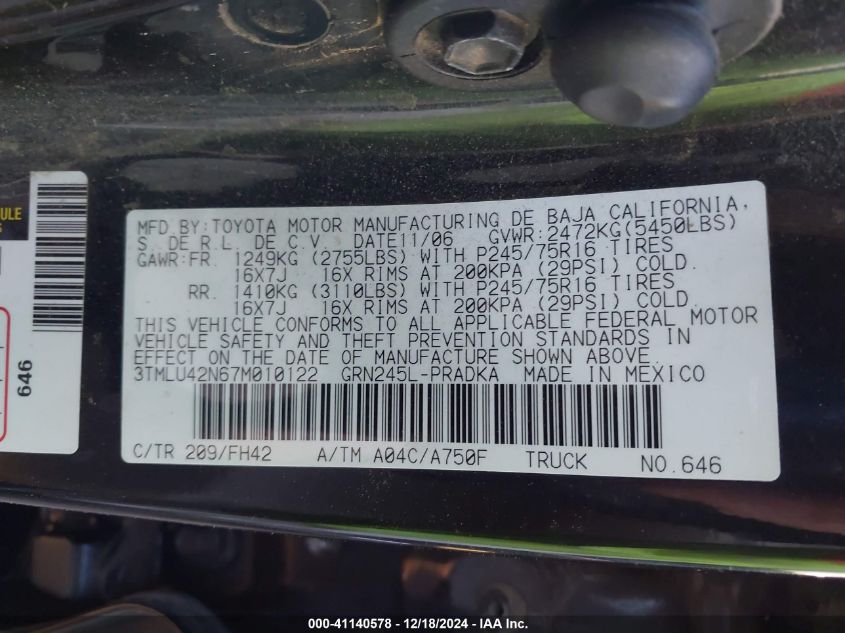 ULE
S
646
MFD.BY:TOYOTA MOTOR MANUFACTURING DE BAJA CALIFORNIA,
S. DE R.L. DE C.V. DATE11/06 GVWR:2472KG(5450LBS)
GAWR:FR. 1249KG (2755LBS) WITH P245/75R16 TIRES
16X7J 16X RIMS AT 200KPA (29PSI) COLD.
RR. 1410KG (3110LBS) WITH P245/75R16 TIRES
16X7J 16X RIMS AT 200KPA (29PSI) COLD.
THIS VEHICLE CONFORMS TO ALL APPLICABLE FEDERAL MOTOR
VEHICLE SAFETY AND THEFT PREVENTION STANDARDS IN
EFFECT ON THE DATE OF MANUFACTURE SHOWN ABOVE.
3TMLU42N67M010122 GRN245L-PRADKA MADE IN MEXICO
C/TR 209/FH42 A/TM A04C/A750F TRUCK NO.646
000-41140578 - 12/18/2024 - IAA Inc.